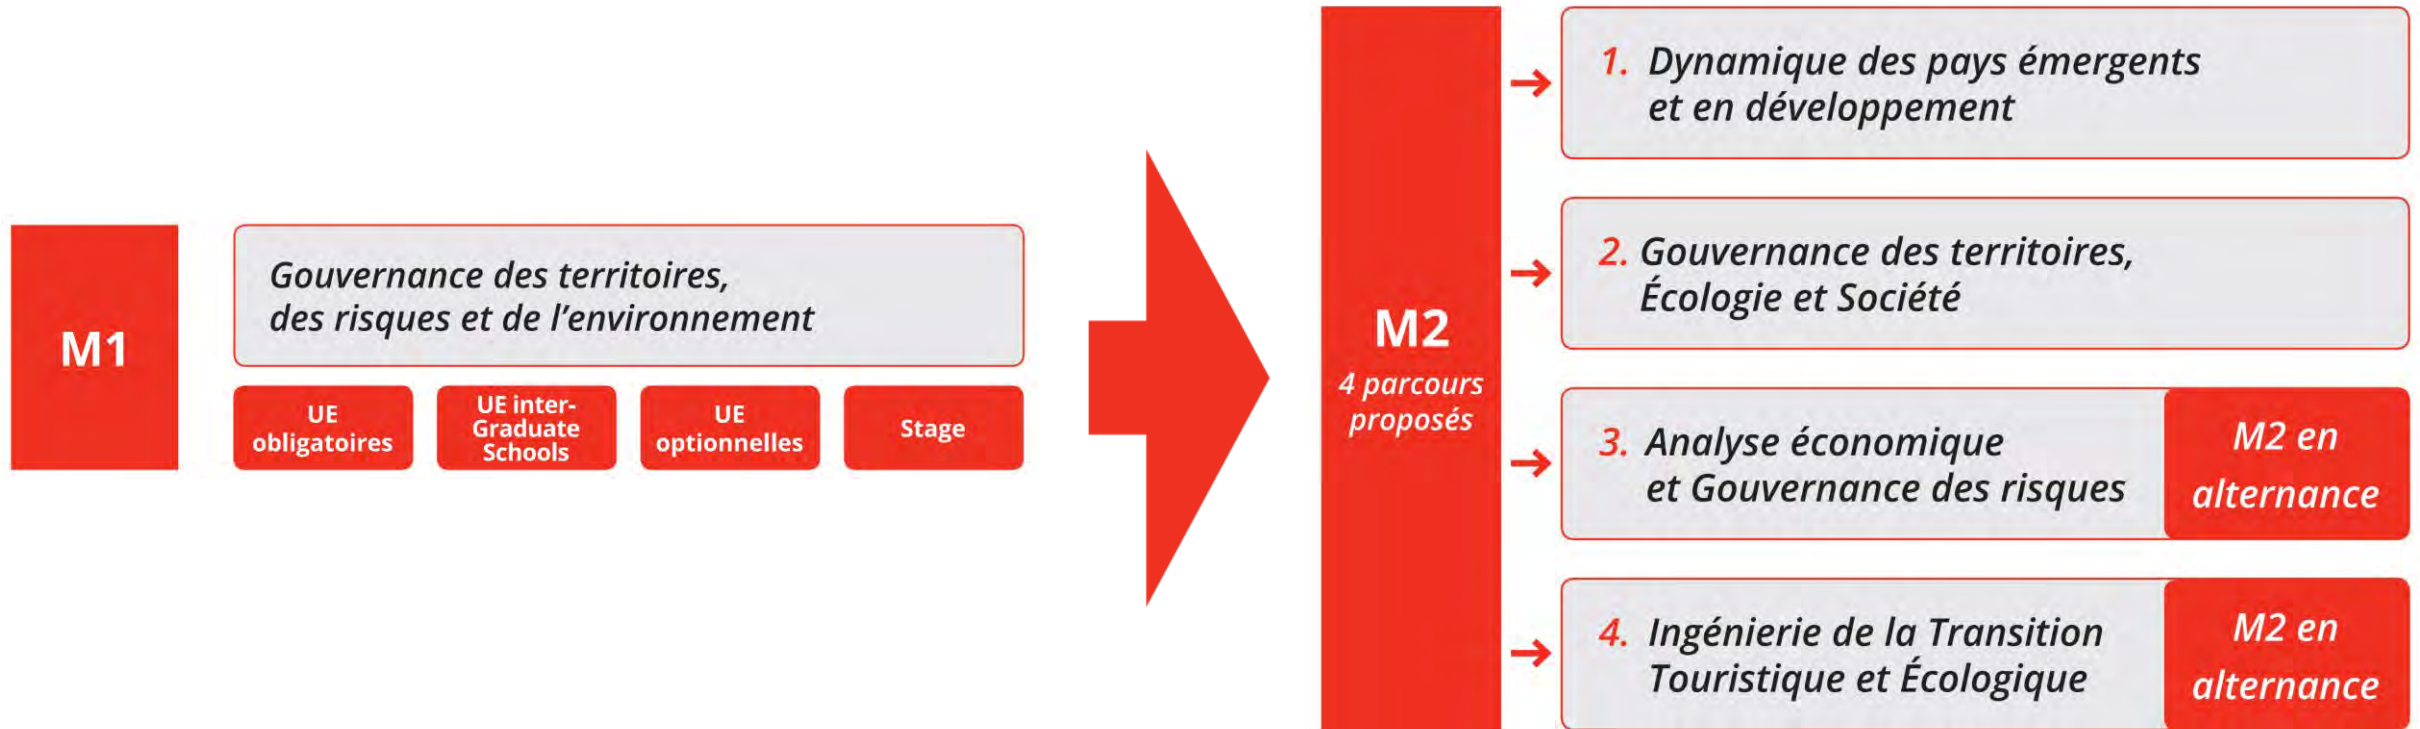 M1
Gouvernance des territoires,
des risques et de l’environnement
UE
obligatoires
UE inter-
Graduate
Schools
UE
optionnelles
Stage
M2
4 parcours
proposés
1. Dynamique des pays émergents
et en développement
2. Gouvernance des territoires,
Écologie et Société
3. Analyse économique
et Gouvernance des risques
M2 en
alternance
4. Ingénierie de la Transition
Touristique et Écologique
M2 en
alternance